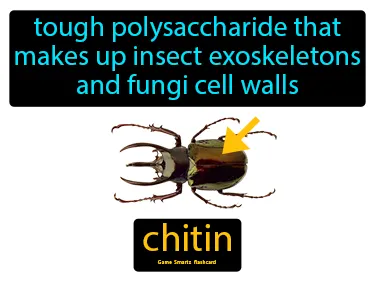 tough polysaccharide that
makes up insect exoskeletons
and fungi cell walls
chitin
Game Smartz flashcard